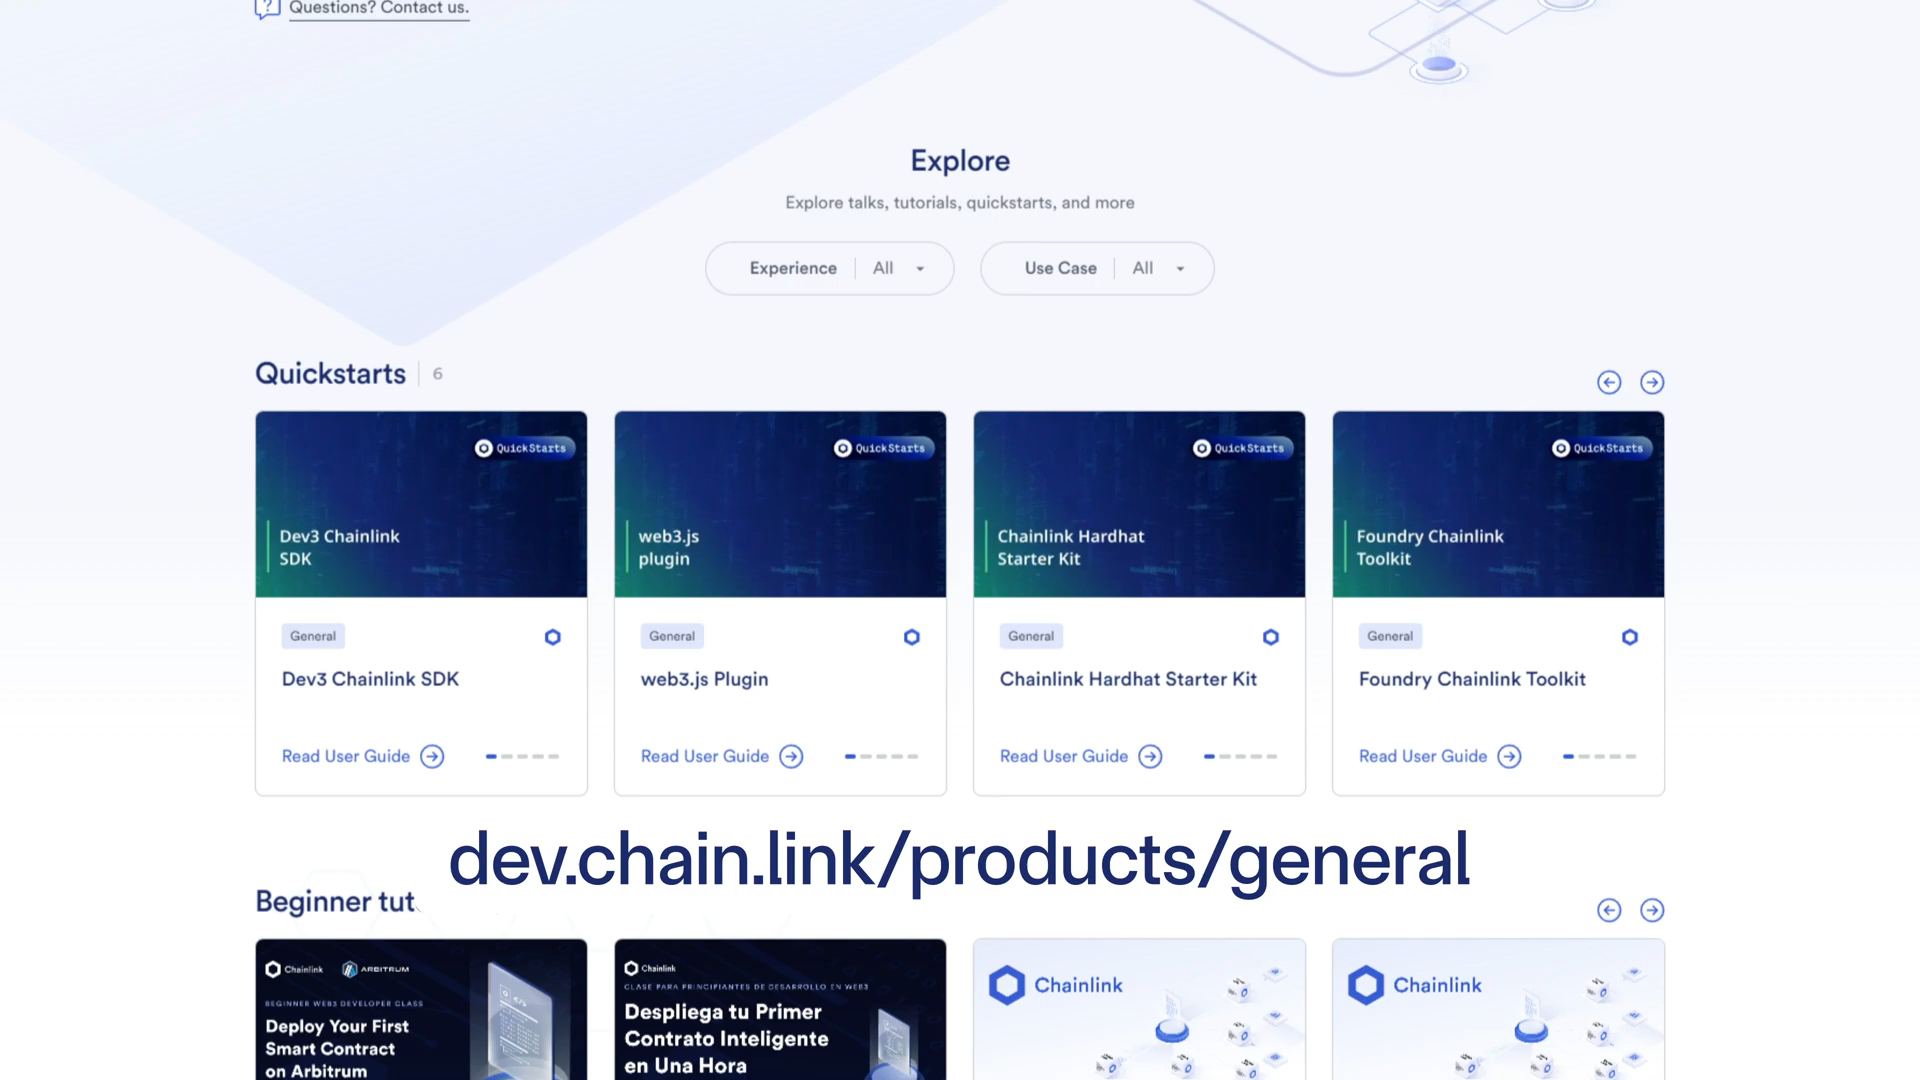 Questions? Contact us.
Explore
Explore talks, tutorials, quickstarts, and more
Experience All
Use Case All
Quickstarts 6
QuickStarts
Dev3 Chainlink
SDK
General
Dev3 Chainlink SDK
Read User Guide
QuickStarts
web3.js
plugin
General
web3.js Plugin
Read User Guide
QuickStarts
Chainlink Hardhat
Starter Kit
General
Chainlink Hardhat Starter Kit
Read User Guide
QuickStarts
Foundry Chainlink
Toolkit
General
Foundry Chainlink Toolkit
Read User Guide
dev.chain.link/products/general
Beginner tut
Chainlink ARBITRUM
BEGINNER WEB3 DEVELOPER CLASS
Deploy Your First
Smart Contract
on Arbitrum
Chainlink
CLASE PARA PRINCIPIANTES DE DESARROLLO EN WEB3
Despliega tu Primer
Contrato Inteligente
en Una Hora
Chainlink
Chainlink